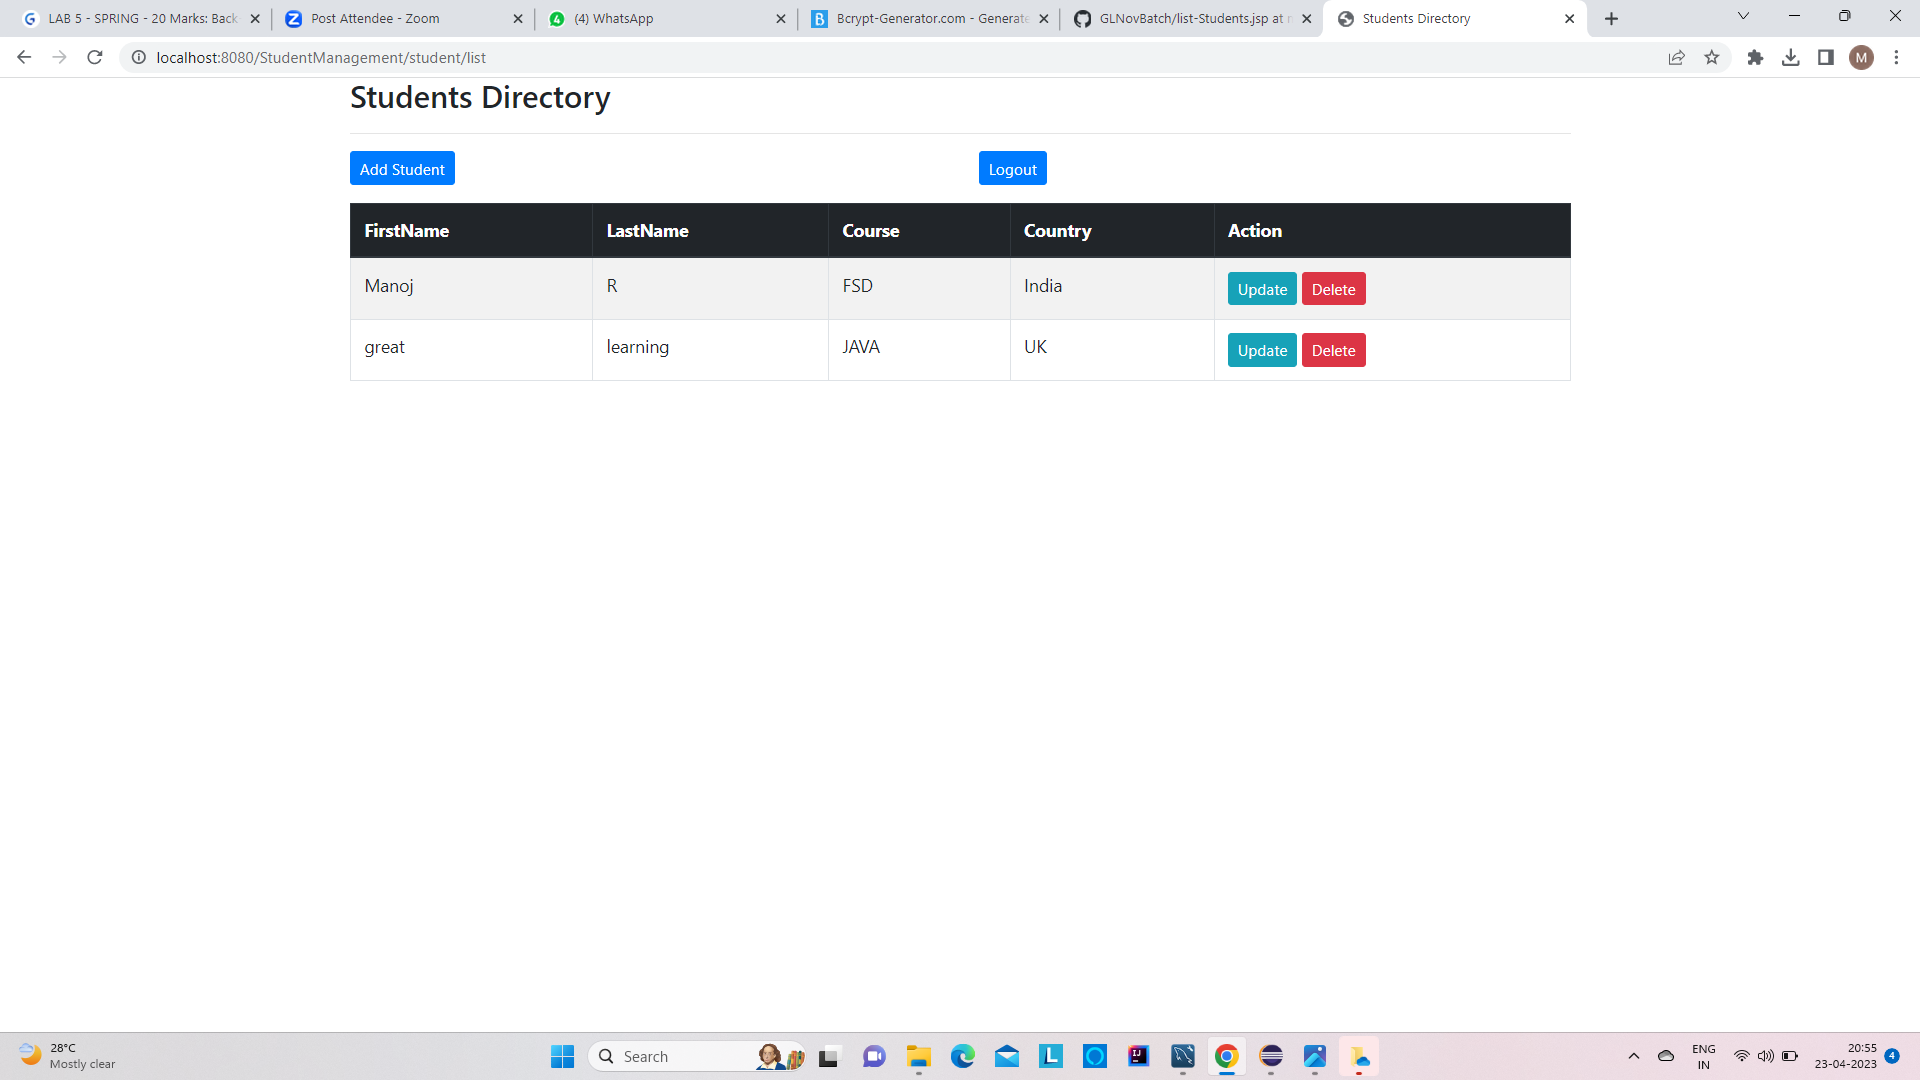 LAB 5 - SPRING - 20 Marks: Back
Post Attendee - Zoom
(4) WhatsApp
Bcrypt-Generator.com - Generate
GLNovBatch/list-Students.jsp at
Students Directory
localhost:8080/StudentManagement/student/list
M
Students Directory
Add Student
Logout
FirstName LastName Course Country Action
Manoj R FSD India Update Delete
great learning JAVA UK Update Delete
28°C
Mostly clear
Search
ENG
IN
20:55
23-04-2023
4